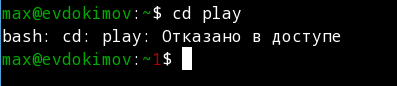 max@evdokimov:~$ cd play
bash: cd: play: Отказано в доступе
max@evdokimov:~1$